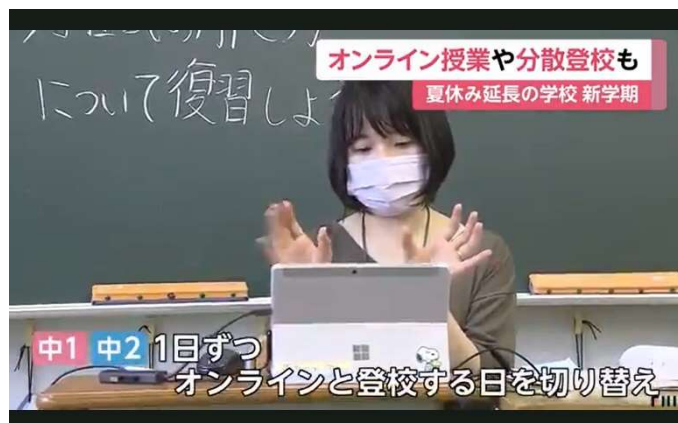 オンライン授業や分散登校も
夏休み延長の学校 新学期
について復習しよ
中1 中2 1日ずつ
オンラインと登校する日を切り替え